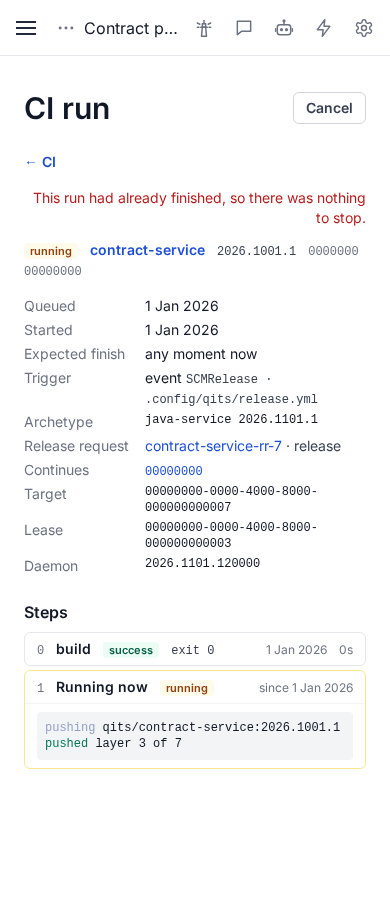 Contract p...
CI run
Cancel
← CI
This run had already finished, so there was nothing
to stop.
running contract-service 2026.1001.1 0000000
00000000
Queued 1 Jan 2026
Started 1 Jan 2026
Expected finish any moment now
Trigger event SCMRelease ·
.config/qits/release.yml
Archetype java-service 2026.1101.1
Release request contract-service-rr-7 · release
Continues 00000000
Target 00000000-0000-4000-8000-
000000000007
Lease 00000000-0000-4000-8000-
000000000003
Daemon 2026.1101.120000
Steps
0 build success exit 0 1 Jan 2026 0s
1 Running now running since 1 Jan 2026
pushing qits/contract-service:2026.1001.1
pushed layer 3 of 7